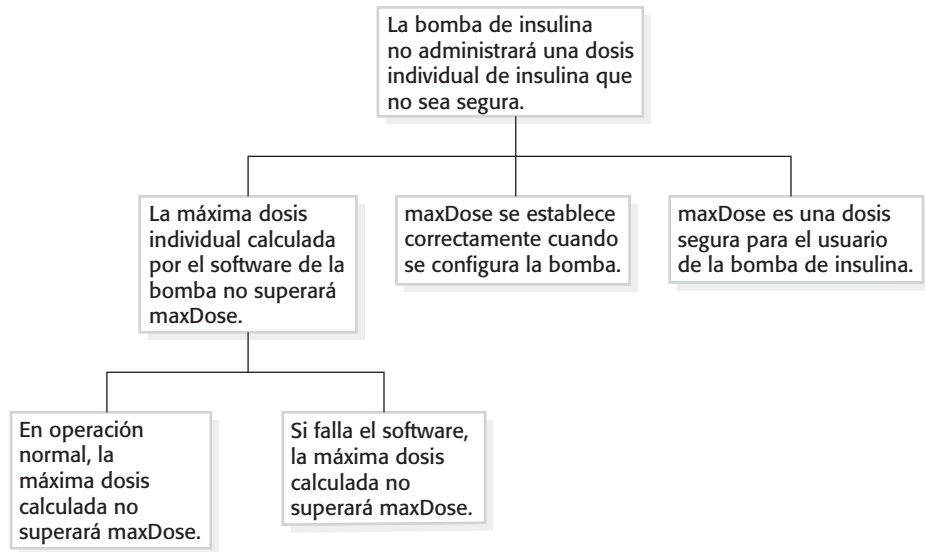 La bomba de insulina
no administrará una dosis
individual de insulina que
no sea segura.
La máxima dosis
individual calculada
por el software de la
bomba no superará
maxDose.
maxDose se establece
correctamente cuando
se configura la bomba.
maxDose es una dosis
segura para el usuario
de la bomba de insulina.
En operación
normal, la
máxima dosis
calculada no
superará maxDose.
Si falla el software,
la máxima dosis
calculada no
superará maxDose.